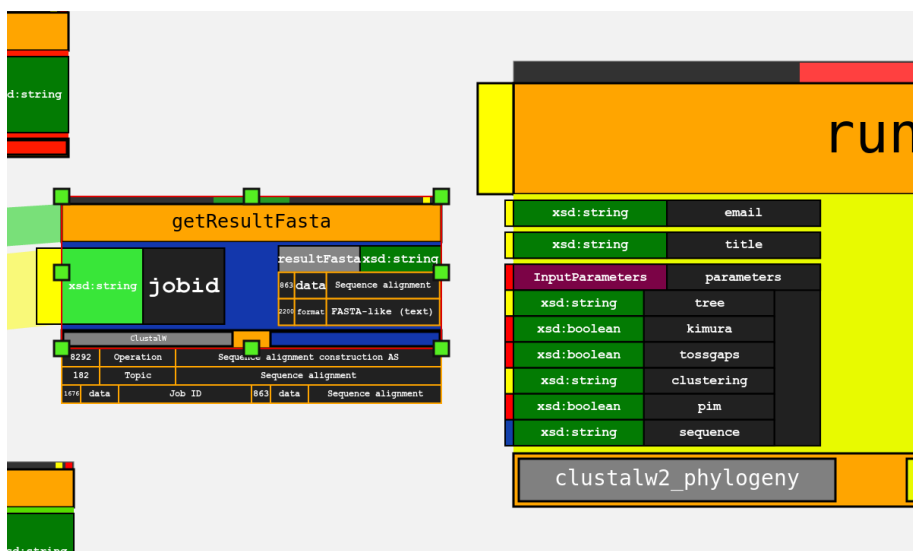 d:string
getResultFasta
xsd:string jobid
resultFasta xsd:string
863 data Sequence alignment
2200 format FASTA-like (text)
ClustalW
8292 Operation Sequence alignment construction AS
182 Topic Sequence alignment
1676 data Job ID 863 data Sequence alignment
sd:string
run
xsd:string email
xsd:string title
InputParameters parameters
xsd:string tree
xsd:boolean kimura
xsd:boolean tossgaps
xsd:string clustering
xsd:boolean pim
xsd:string sequence
clustalw2_phylogeny